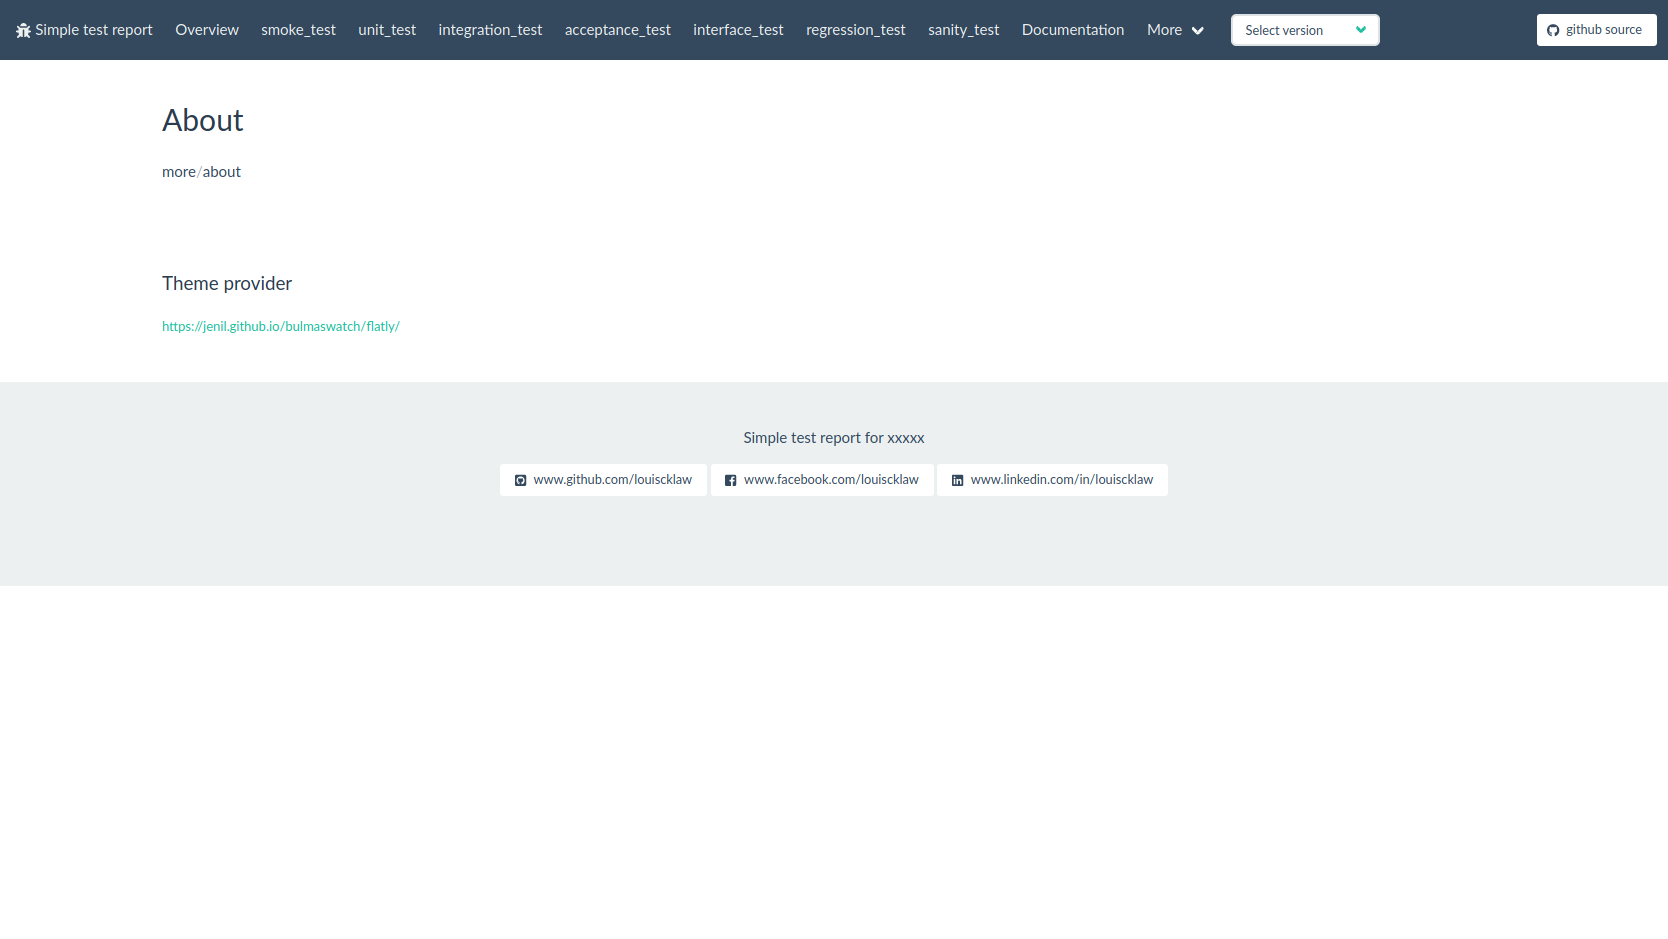 Simple test report Overview smoke_test unit_test integration_test acceptance_test interface_test regression_test sanity_test Documentation More Select version github source
About
more/about
Theme provider
https://jenil.github.io/bulmaswatch/flatly/
Simple test report for xxxxx
www.github.com/louiscklaw www.facebook.com/louiscklaw www.linkedin.com/in/louiscklaw